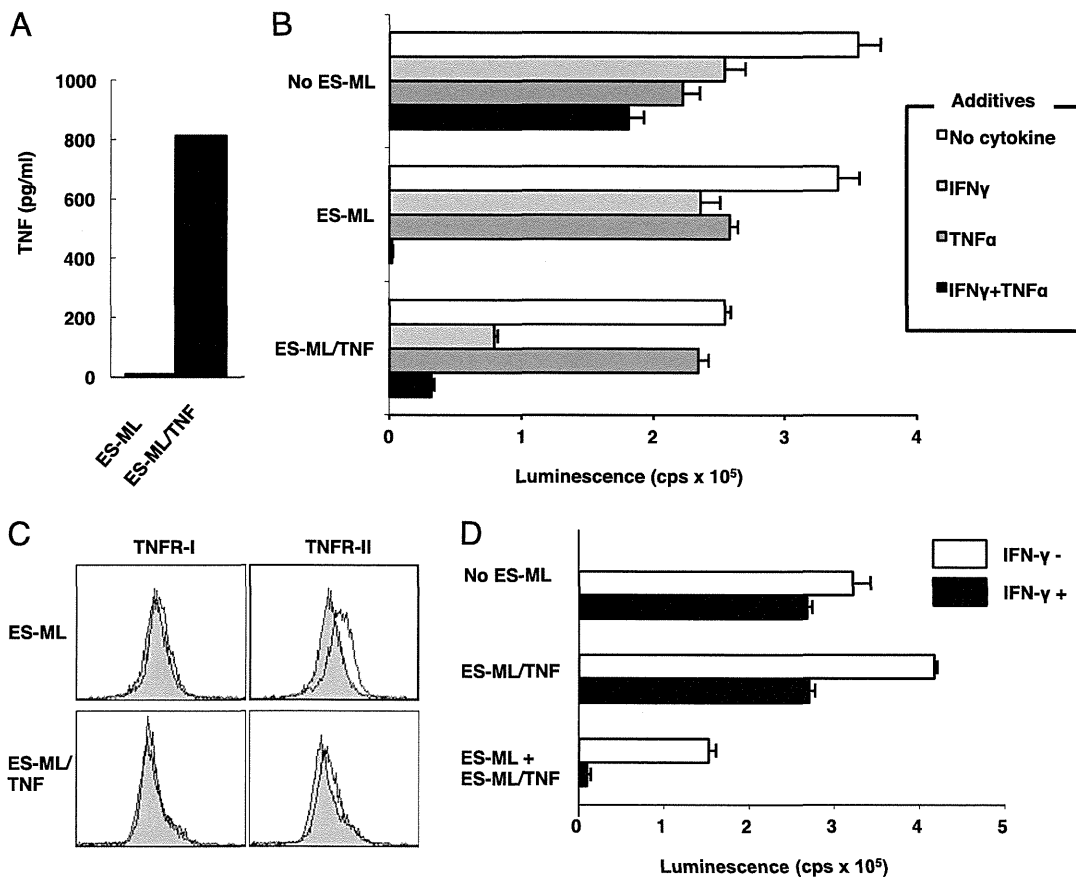 A
TNF (pg/ml)
1000
800
600
400
200
0
ES-ML
ES-ML/TNF
B
No ES-ML
ES-ML
ES-ML/TNF
0
1
2
3
4
Luminescence (cps x 10⁵)
Additives
No cytokine
IFNγ
TNFα
IFNγ+TNFα
C
TNFR-I
TNFR-II
ES-ML
ES-ML/
TNF
D
No ES-ML
ES-ML/TNF
ES-ML +
ES-ML/TNF
0
1
2
3
4
5
Luminescence (cps x 10⁵)
IFN-γ -
IFN-γ +